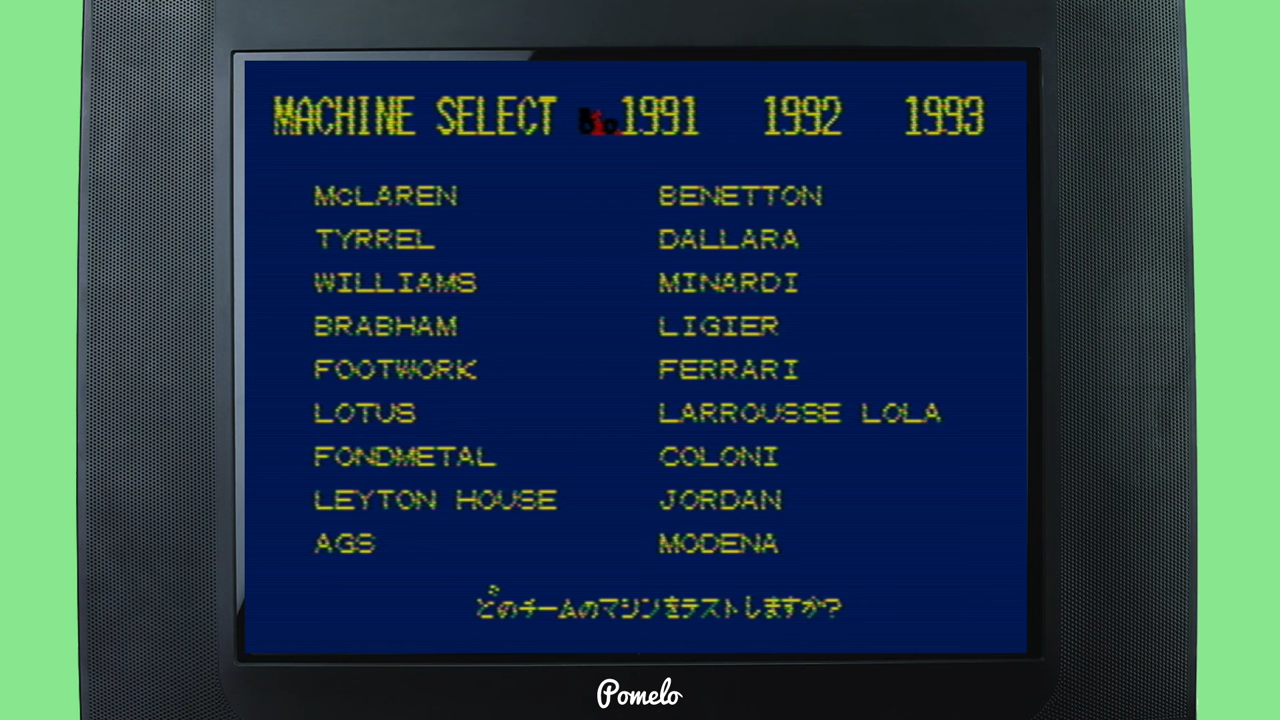 MACHINE SELECT 1991 1992 1993
McLAREN BENETTON
TYRREL DALLARA
WILLIAMS MINARDI
BRABHAM LIGIER
FOOTWORK FERRARI
LOTUS LARROUSSE LOLA
FONDMETAL COLONI
LEYTON HOUSE JORDAN
AGS MODENA
どのチームのマシンをテストしますか?
Pomelo